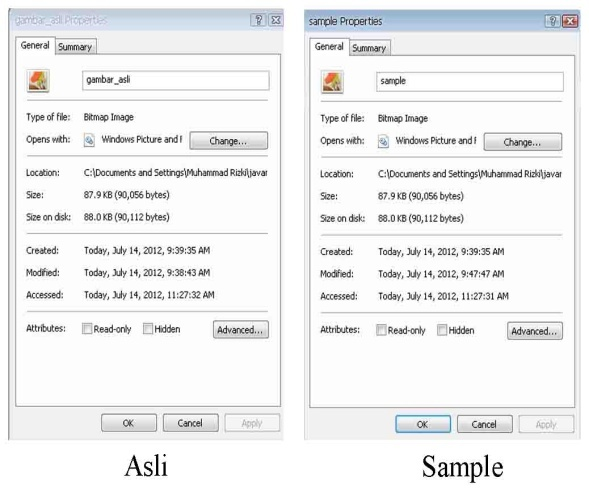 gambar_asli Properties
General Summary
gambar_asli
Type of file: Bitmap Image
Opens with: Windows Picture and F Change...
Location: C:\Documents and Settings\Muhammad Rizki\javar
Size: 87.9 KB (90,056 bytes)
Size on disk: 88.0 KB (90,112 bytes)
Created: Today, July 14, 2012, 9:39:35 AM
Modified: Today, July 14, 2012, 9:38:43 AM
Accessed: Today, July 14, 2012, 11:27:32 AM
Attributes: Read-only Hidden Advanced...
OK Cancel Apply
Asli
sample Properties
General Summary
sample
Type of file: Bitmap Image
Opens with: Windows Picture and F Change...
Location: C:\Documents and Settings\Muhammad Rizki\javar
Size: 87.9 KB (90,056 bytes)
Size on disk: 88.0 KB (90,112 bytes)
Created: Today, July 14, 2012, 9:39:35 AM
Modified: Today, July 14, 2012, 9:47:47 AM
Accessed: Today, July 14, 2012, 11:27:31 AM
Attributes: Read-only Hidden Advanced...
OK Cancel Apply
Sample